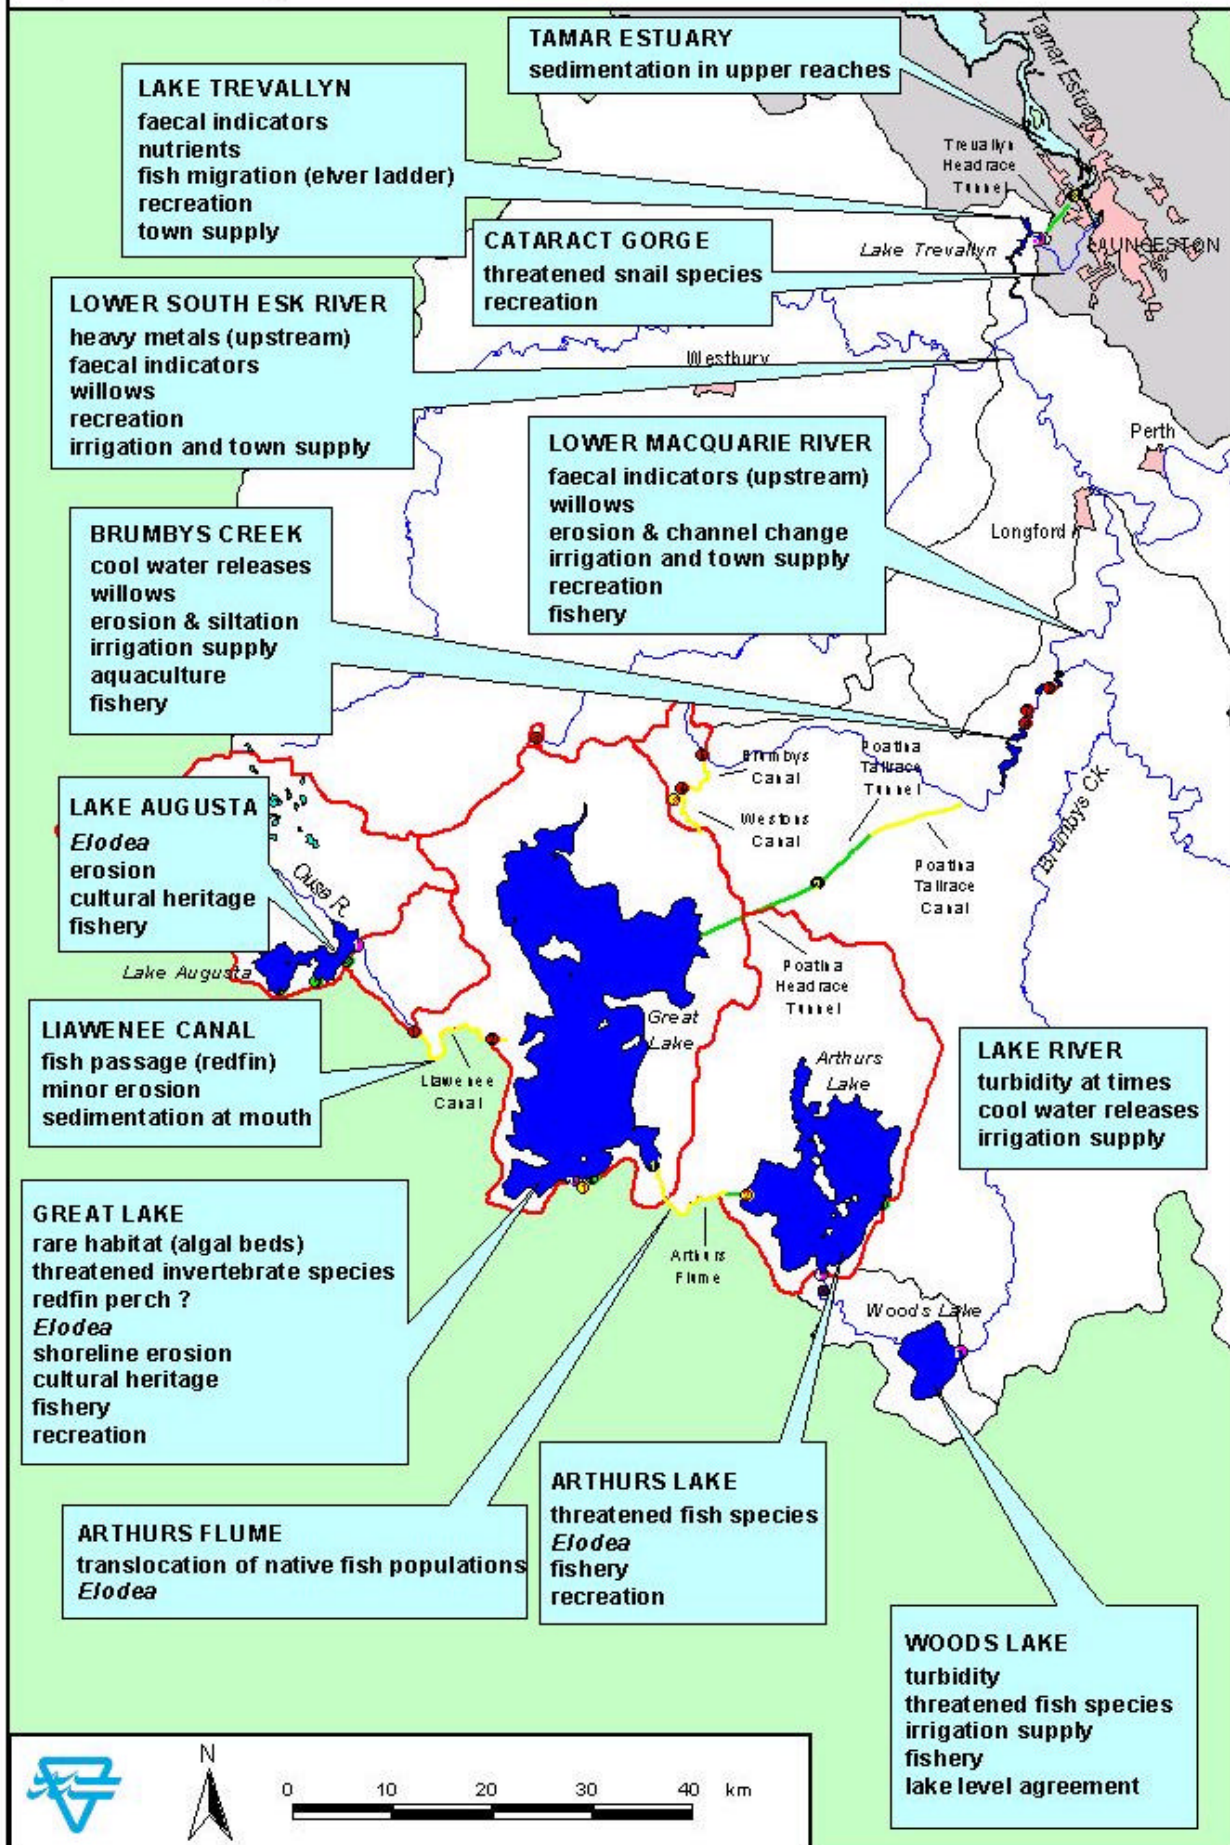 TAMAR ESTUARY
sedimentation in upper reaches
Tamar Estuary
LAKE TREVALLYN
faecal indicators
nutrients
fish migration (elver ladder)
recreation
town supply
Trevallyn
Headrace
Tunnel
CATARACT GORGE
threatened snail species
recreation
Lake Trevallyn
LAUNCESTON
LOWER SOUTH ESK RIVER
heavy metals (upstream)
faecal indicators
willows
recreation
irrigation and town supply
Westbury
LOWER MACQUARIE RIVER
faecal indicators (upstream)
willows
erosion & channel change
irrigation and town supply
recreation
fishery
Perth
Longford
BRUMBYS CREEK
cool water releases
willows
erosion & siltation
irrigation supply
aquaculture
fishery
Brumbys
Canal
Poatina
Tailrace
Tunnel
Westons
Canal
Poatina
Tailrace
Canal
Brumbys Ck.
LAKE AUGUSTA
Elodea
erosion
cultural heritage
fishery
Ouse R.
Lake Augusta
Poatina
Headrace
Tunnel
LIAWENEE CANAL
fish passage (redfin)
minor erosion
sedimentation at mouth
Liawenee
Canal
Great
Lake
Arthurs
Lake
LAKE RIVER
turbidity at times
cool water releases
irrigation supply
GREAT LAKE
rare habitat (algal beds)
threatened invertebrate species
redfin perch ?
Elodea
shoreline erosion
cultural heritage
fishery
recreation
Arthurs
Flume
Woods Lake
ARTHURS FLUME
translocation of native fish populations
Elodea
ARTHURS LAKE
threatened fish species
Elodea
fishery
recreation
WOODS LAKE
turbidity
threatened fish species
irrigation supply
fishery
lake level agreement
N
0 10 20 30 40 km